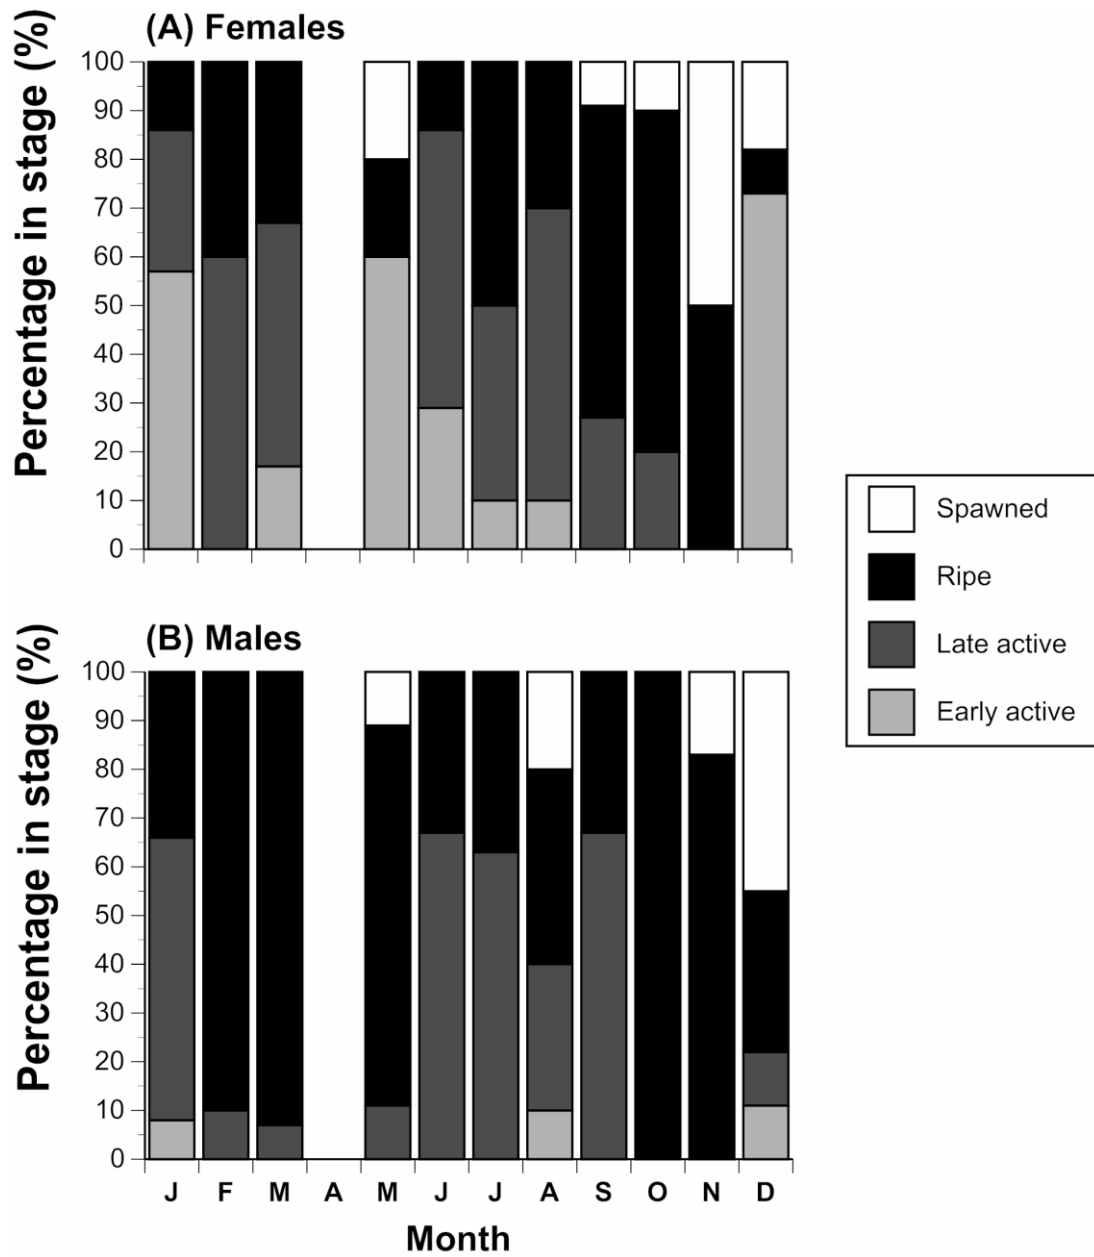 (A) Females
Percentage in stage (%)
100
90
80
70
60
50
40
30
20
10
0
Spawned
Ripe
Late active
Early active
(B) Males
Percentage in stage (%)
100
90
80
70
60
50
40
30
20
10
0
J F M A M J J A S O N D
Month